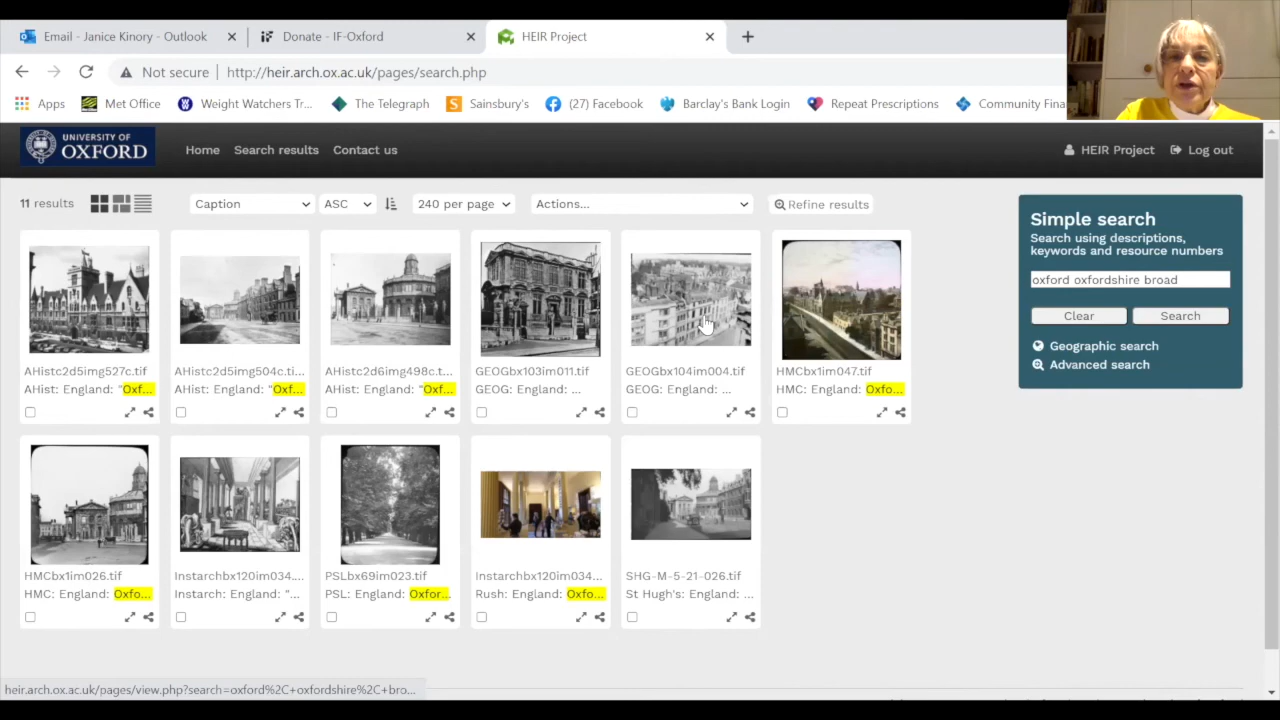 Email - Janice Kinory - Outlook
Donate - IF-Oxford
HEIR Project
Not secure
http://heir.arch.ox.ac.uk/pages/search.php
Apps
Met Office
Weight Watchers Tr...
The Telegraph
Sainsbury's
(27) Facebook
Barclay's Bank Login
Repeat Prescriptions
Community Fina
UNIVERSITY OF
OXFORD
Home
Search results
Contact us
HEIR Project
Log out
11 results
Caption
ASC
240 per page
Actions...
Refine results
Simple search
Search using descriptions,
keywords and resource numbers
oxford oxfordshire broad
Clear
Search
Geographic search
Advanced search
AHistc2d5img527c.tif
AHist: England: "Oxf...
AHistc2d5img504c.ti...
AHist: England: "Oxf...
AHistc2d6img498c.t...
AHist: England: "Oxf...
GEOGbx103im011.tif
GEOG: England: ...
GEOGbx104im004.tif
GEOG: England: ...
HMCbx1im047.tif
HMC: England: Oxfo...
HMCbx1im026.tif
HMC: England: Oxfo...
Instarchbx120im034....
Instarch: England: "...
PSLbx69im023.tif
PSL: England: Oxfor...
Instarchbx120im034...
Rush: England: Oxfo...
SHG-M-5-21-026.tif
St Hugh's: England: ...
heir.arch.ox.ac.uk/pages/view.php?search=oxford%2C+oxfordshire%2C+bro...